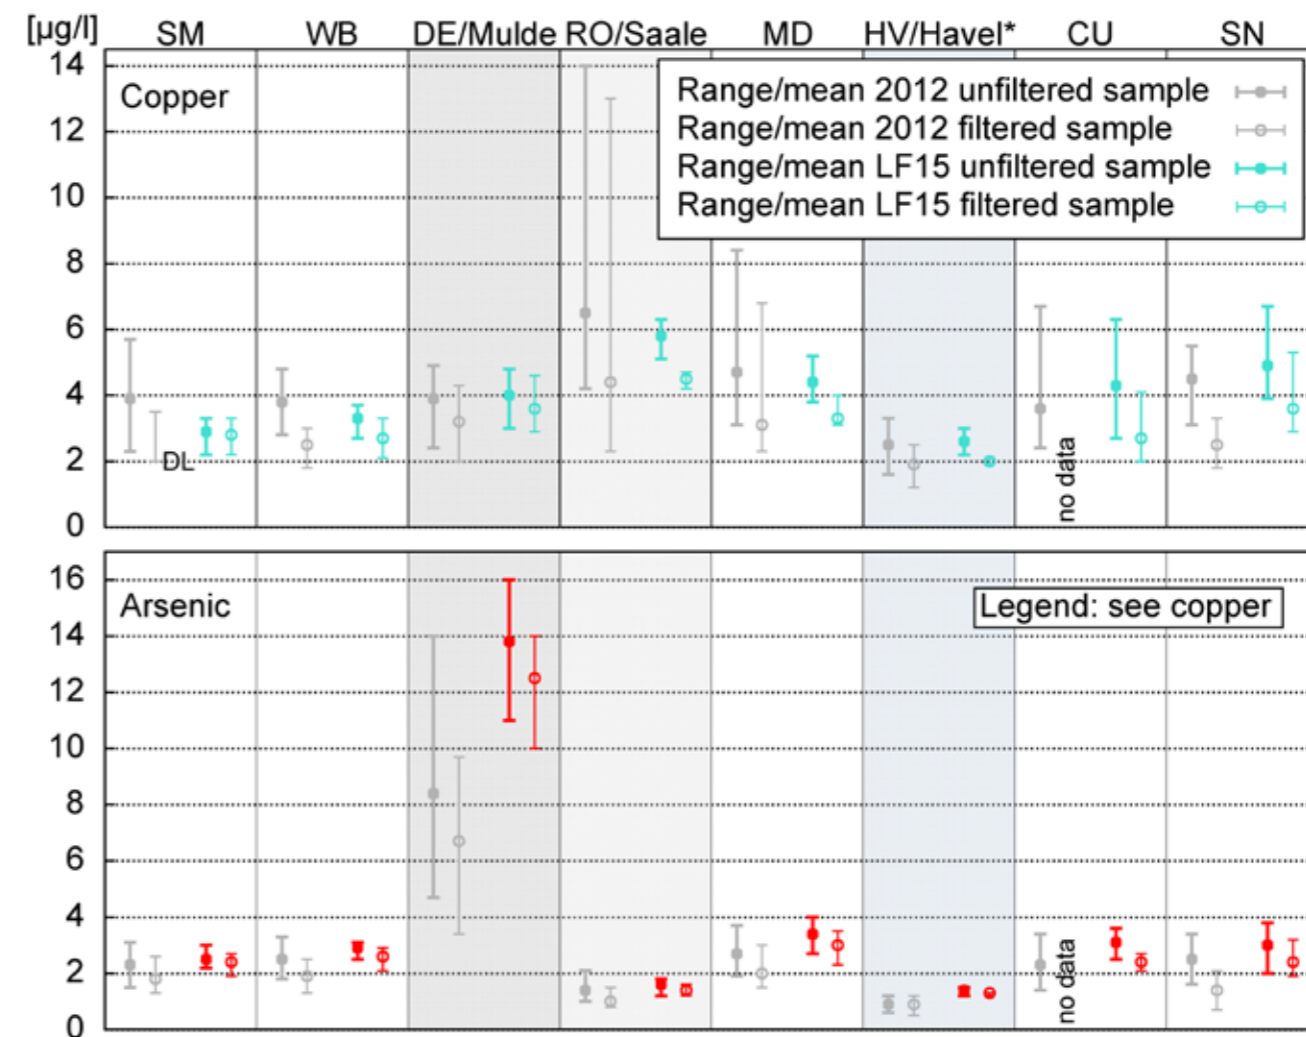 [µg/l] SM WB DE/Mulde RO/Saale MD HV/Havel* CU SN
14
Copper
12
10
8
6
4
2
0
Range/mean 2012 unfiltered sample
Range/mean 2012 filtered sample
Range/mean LF15 unfiltered sample
Range/mean LF15 filtered sample
DL
no data
16
Arsenic
Legend: see copper
14
12
10
8
6
4
2
0
no data